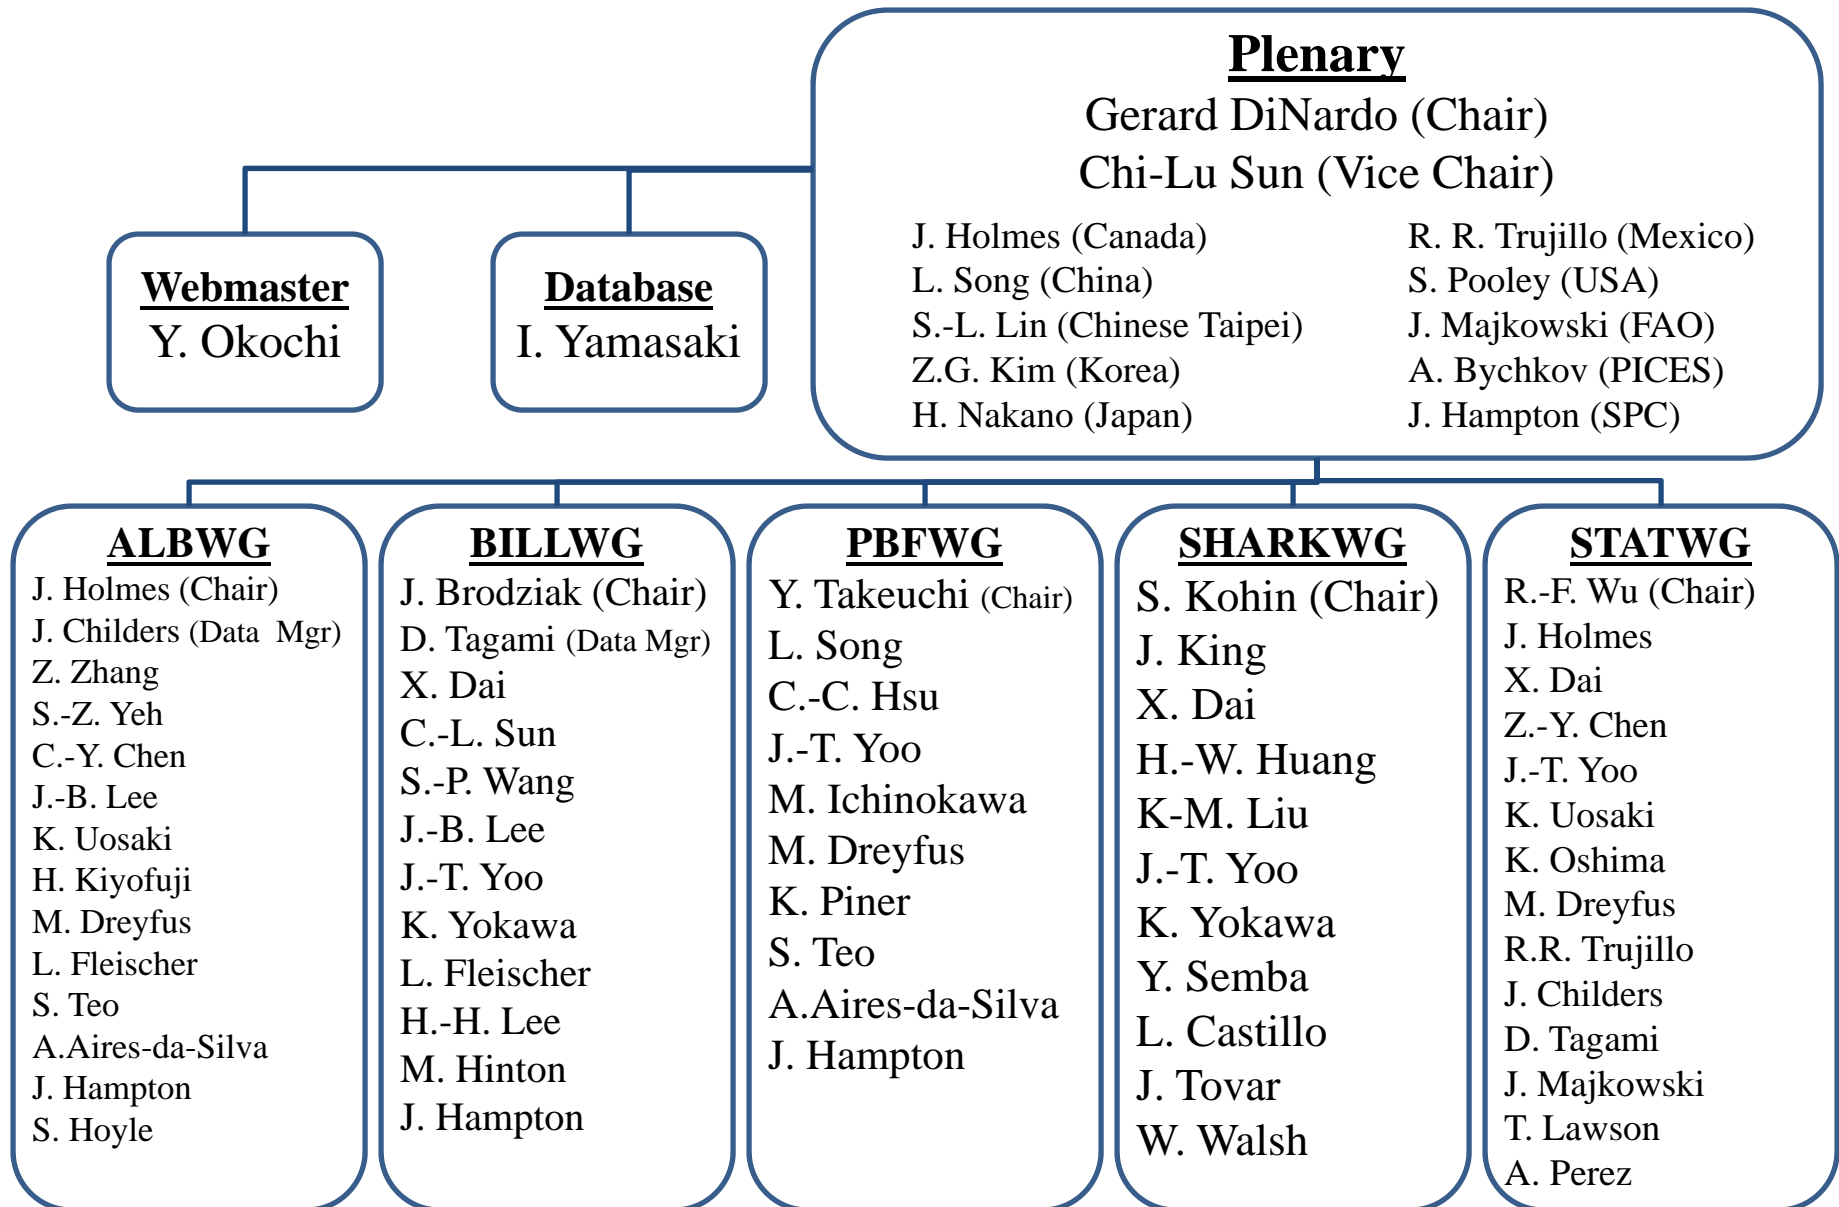 Plenary
Gerard DiNardo (Chair)
Chi-Lu Sun (Vice Chair)
J. Holmes (Canada)
L. Song (China)
S.-L. Lin (Chinese Taipei)
Z.G. Kim (Korea)
H. Nakano (Japan)
R. R. Trujillo (Mexico)
S. Pooley (USA)
J. Majkowski (FAO)
A. Bychkov (PICES)
J. Hampton (SPC)
Webmaster
Y. Okochi
Database
I. Yamasaki
ALBWG
J. Holmes (Chair)
J. Childers (Data Mgr)
Z. Zhang
S.-Z. Yeh
C.-Y. Chen
J.-B. Lee
K. Uosaki
H. Kiyofuji
M. Dreyfus
L. Fleischer
S. Teo
A.Aires-da-Silva
J. Hampton
S. Hoyle
BILLWG
J. Brodziak (Chair)
D. Tagami (Data Mgr)
X. Dai
C.-L. Sun
S.-P. Wang
J.-B. Lee
J.-T. Yoo
K. Yokawa
L. Fleischer
H.-H. Lee
M. Hinton
J. Hampton
PBFWG
Y. Takeuchi (Chair)
L. Song
C.-C. Hsu
J.-T. Yoo
M. Ichinokawa
M. Dreyfus
K. Piner
S. Teo
A.Aires-da-Silva
J. Hampton
SHARKWG
S. Kohin (Chair)
J. King
X. Dai
H.-W. Huang
K-M. Liu
J.-T. Yoo
K. Yokawa
Y. Semba
L. Castillo
J. Tovar
W. Walsh
STATWG
R.-F. Wu (Chair)
J. Holmes
X. Dai
Z.-Y. Chen
J.-T. Yoo
K. Uosaki
K. Oshima
M. Dreyfus
R.R. Trujillo
J. Childers
D. Tagami
J. Majkowski
T. Lawson
A. Perez